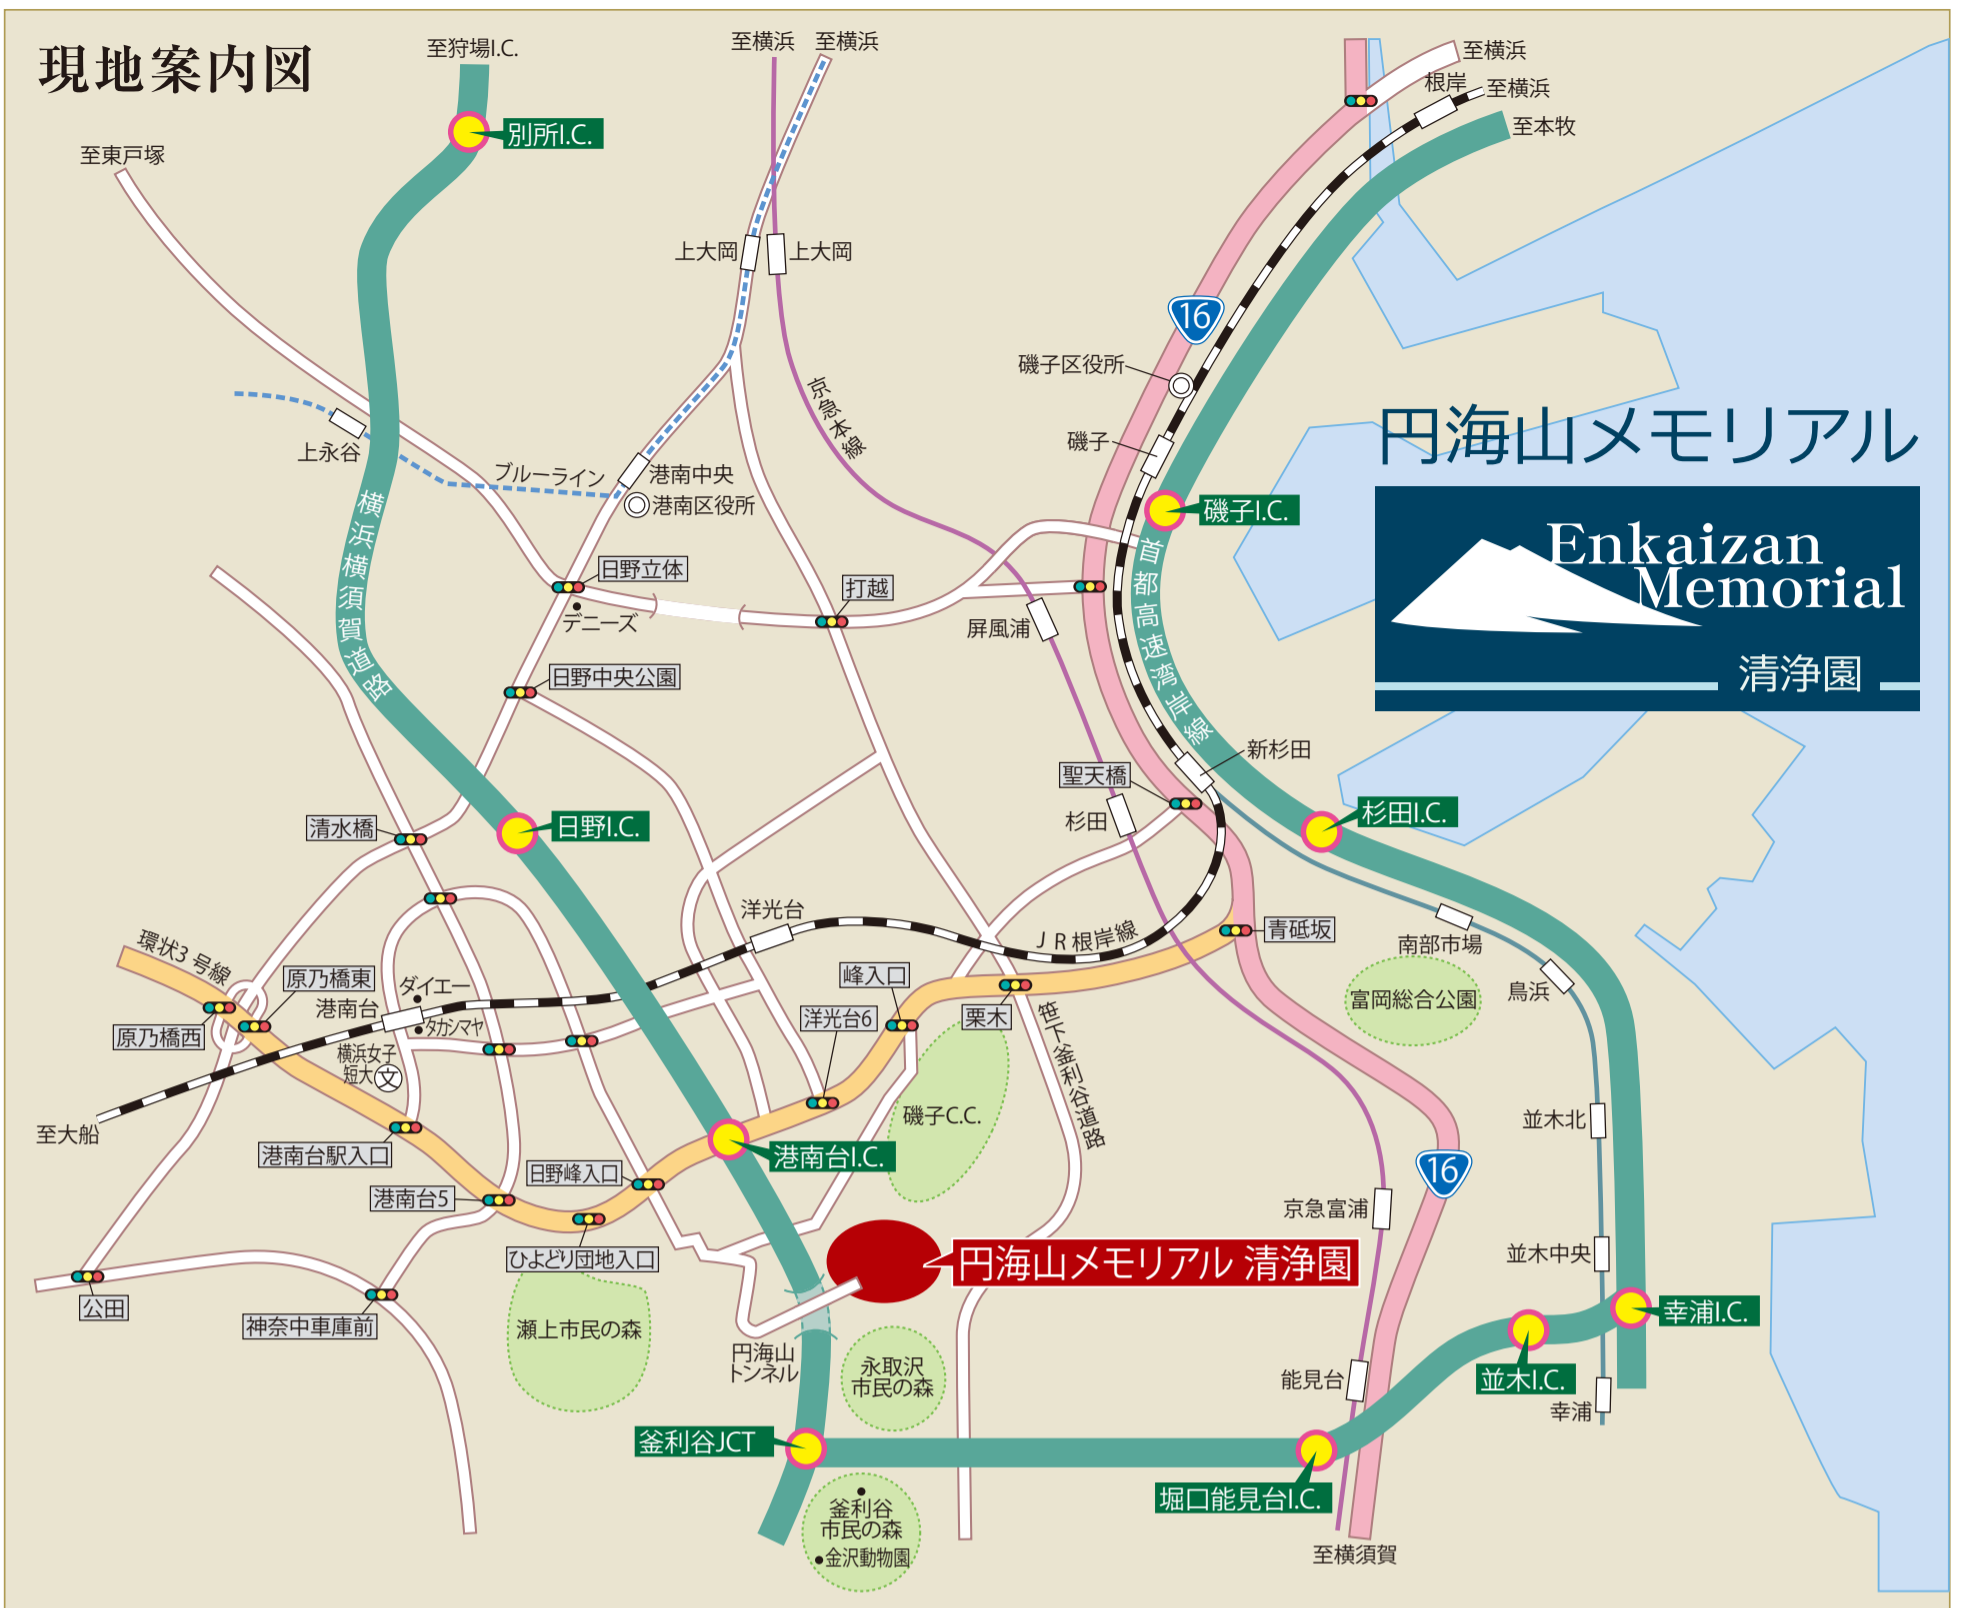 現地案内図
至狩場I.C.
至横浜
至横浜
至横浜
根岸
至横浜
至本牧
別所I.C.
至東戸塚
上大岡
上大岡
16
磯子区役所
京急本線
円海山メモリアル
磯子
上永谷
ブルーライン
港南中央
港南区役所
磯子I.C.
Enkaizan
Memorial
清浄園
横浜横須賀道路
首都高速湾岸線
日野立体
打越
デニーズ
屏風浦
日野中央公園
新杉田
聖天橋
杉田
杉田I.C.
清水橋
日野I.C.
洋光台
JR根岸線
青砥坂
南部市場
環状3号線
原乃橋東
ダイエー
港南台
タカシマヤ
原乃橋西
横浜女子
短大
文
峰入口
洋光台6
栗木
笹下釜利谷道路
富岡総合公園
鳥浜
至大船
磯子C.C.
並木北
港南台駅入口
港南台I.C.
日野峰入口
港南台5
16
京急富浦
並木中央
ひよどり団地入口
円海山メモリアル 清浄園
公田
神奈中車庫前
幸浦I.C.
瀬上市民の森
円海山
トンネル
永取沢
市民の森
能見台
並木I.C.
幸浦
釜利谷JCT
堀口能見台I.C.
釜利谷
市民の森
金沢動物園
至横須賀